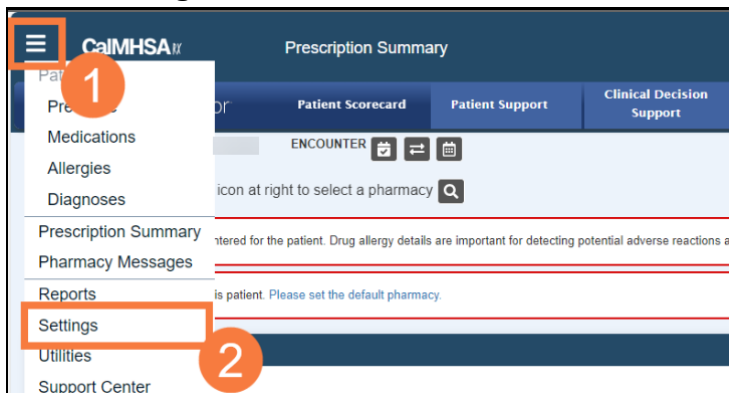 CalMHSA RX
Prescription Summary
1
Patient Scorecard
Patient Support
Clinical Decision
Support
Medications
Allergies
Diagnoses
ENCOUNTER
icon at right to select a pharmacy
Prescription Summary
Pharmacy Messages
ntered for the patient. Drug allergy details are important for detecting potential adverse reactions a
Reports
is patient. Please set the default pharmacy.
Settings
Utilities
2
Support Center